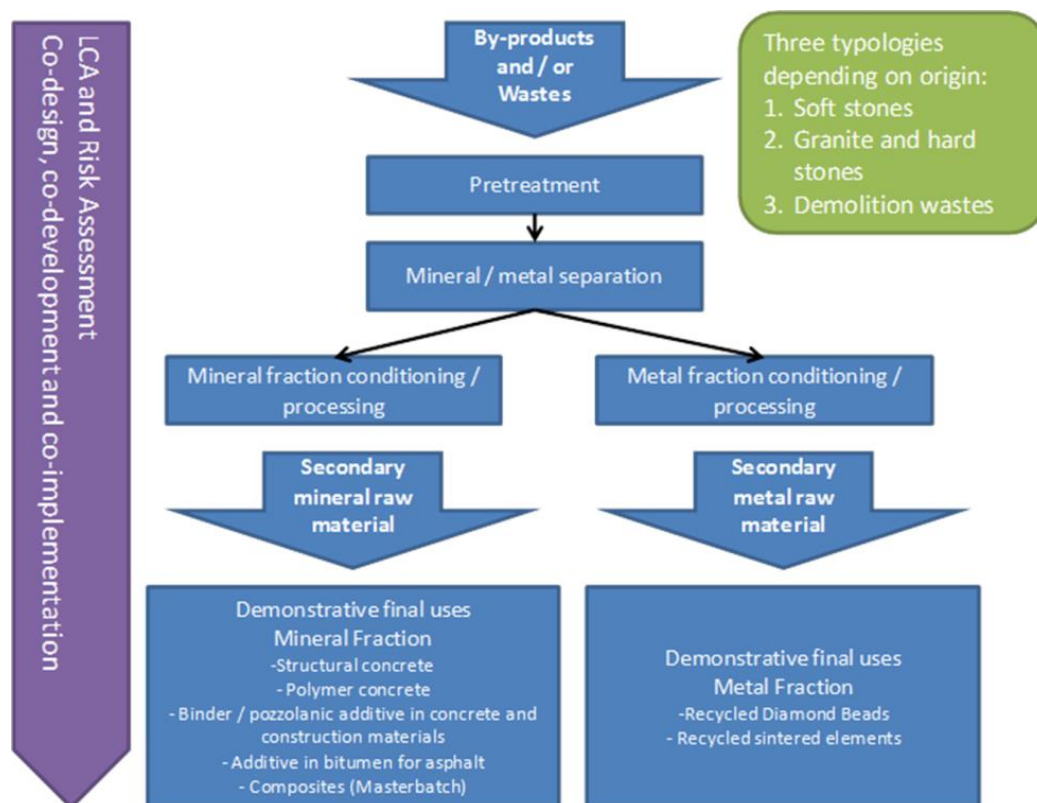 LCA and Risk Assessment
Co-design, co-development and co-implementation
By-products
and / or
Wastes
Three typologies
depending on origin:
1. Soft stones
2. Granite and hard
stones
3. Demolition wastes
Pretreatment
Mineral / metal separation
Mineral fraction conditioning /
processing
Metal fraction conditioning /
processing
Secondary
mineral raw
material
Secondary
metal raw
material
Demonstrative final uses
Mineral Fraction
-Structural concrete
-Polymer concrete
-Binder / pozzolanic additive in concrete and
construction materials
-Additive in bitumen for asphalt
- Composites (Masterbatch)
Demonstrative final uses
Metal Fraction
-Recycled Diamond Beads
- Recycled sintered elements